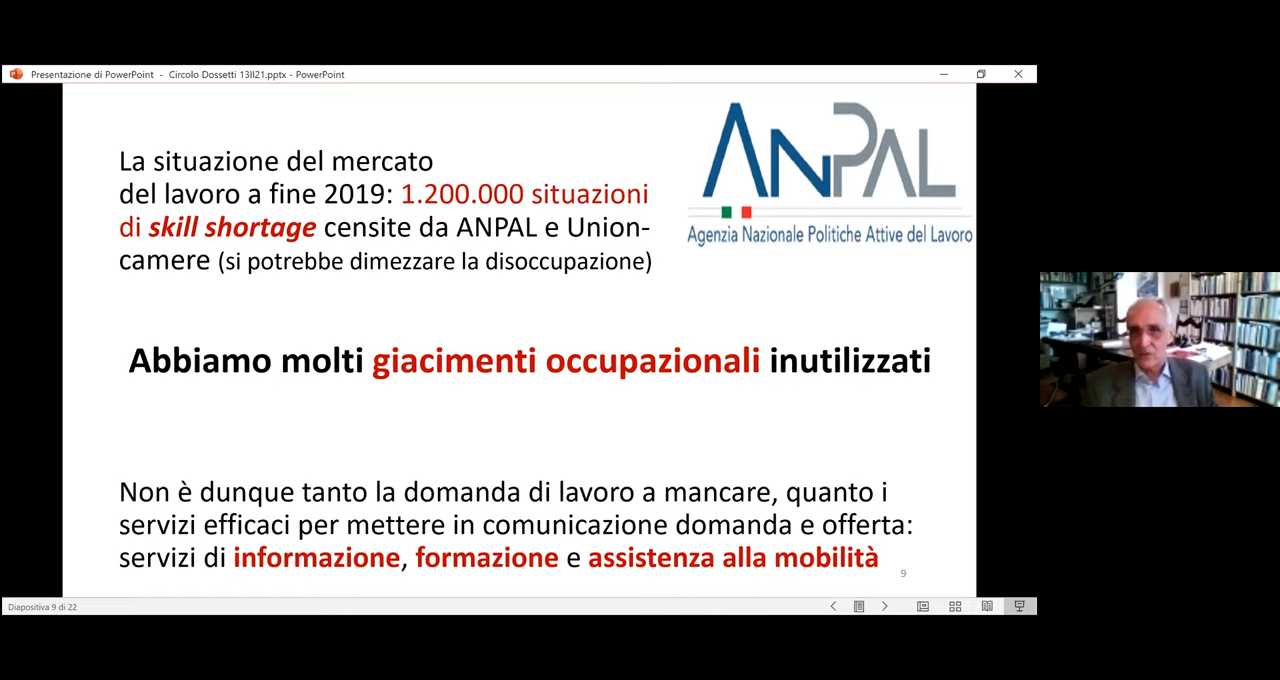 Presentazione di PowerPoint - Circolo Dossetti 13II21.pptx - PowerPoint
ANPAL
Agenzia Nazionale Politiche Attive del Lavoro
La situazione del mercato
del lavoro a fine 2019: 1.200.000 situazioni
di skill shortage censite da ANPAL e Union-
camere (si potrebbe dimezzare la disoccupazione)
Abbiamo molti giacimenti occupazionali inutilizzati
Non è dunque tanto la domanda di lavoro a mancare, quanto i
servizi efficaci per mettere in comunicazione domanda e offerta:
servizi di informazione, formazione e assistenza alla mobilità
9
Diapositiva 9 di 22